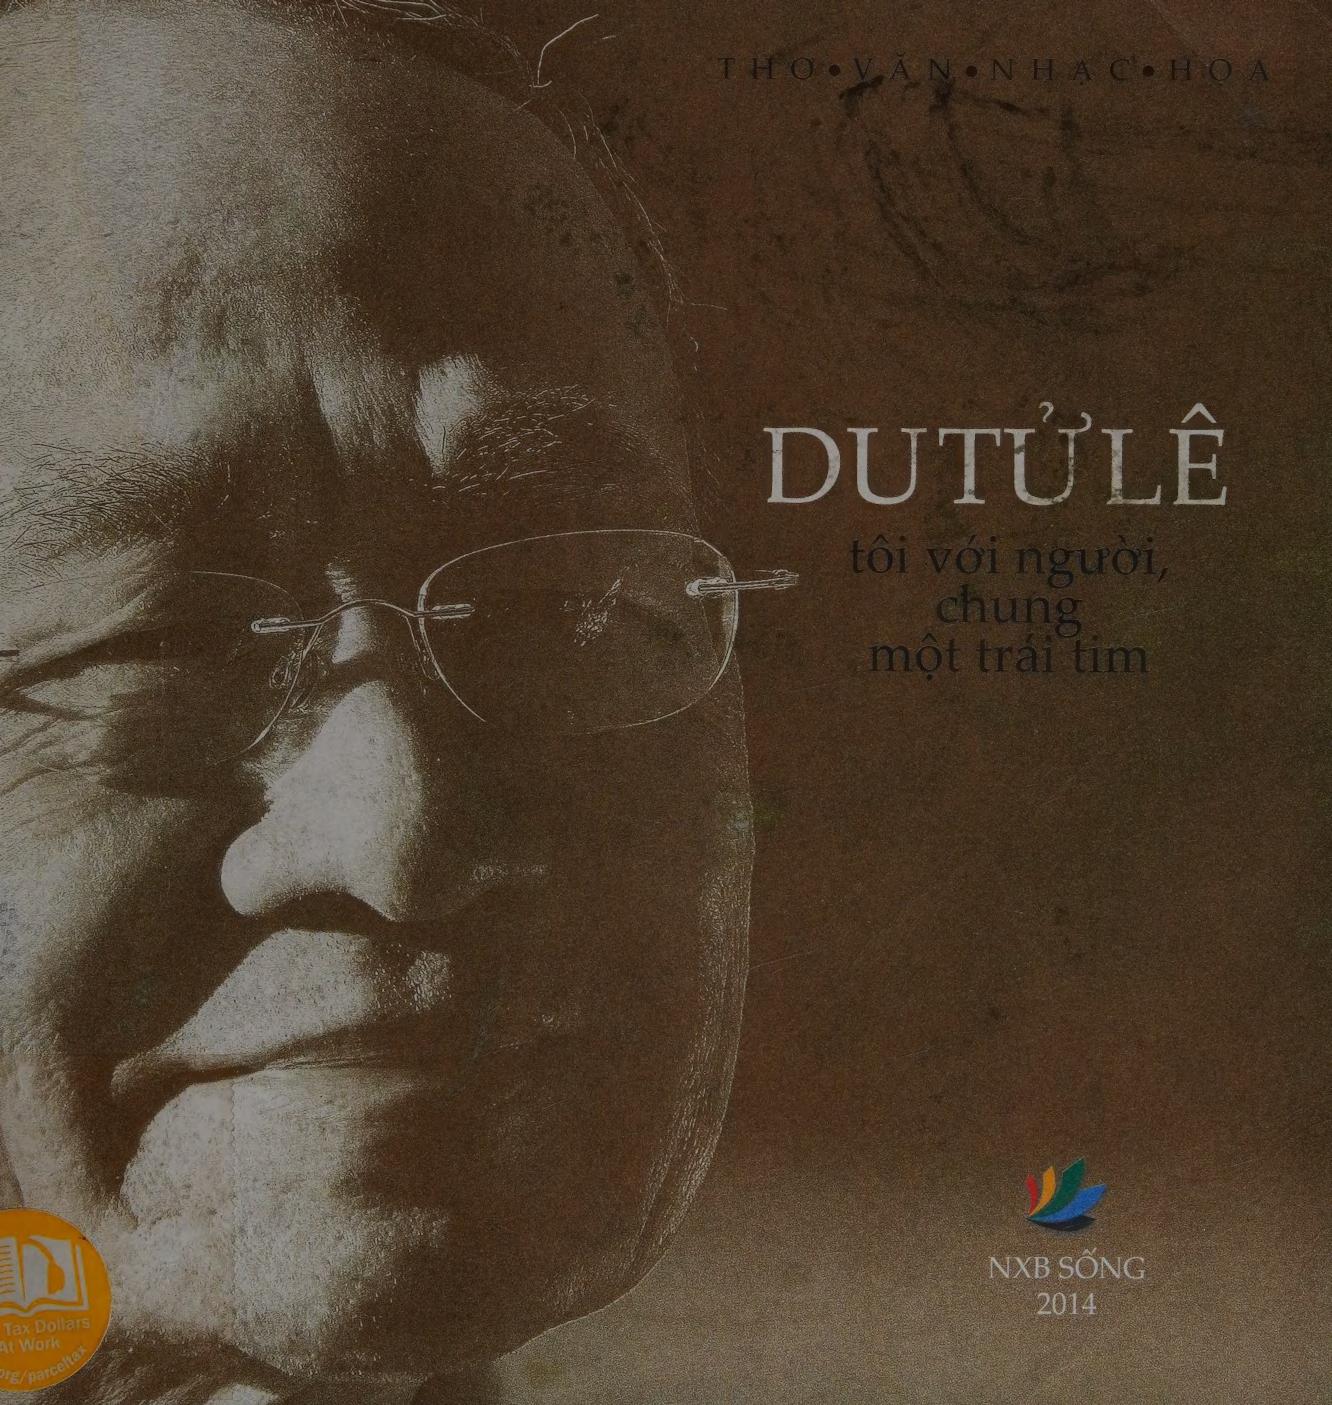 THƠ•VĂN•NHẠC•HỌA
DU TỬ LÊ
tôi với người,
chung
một trái tim
NXB SỐNG
2014
Tax Dollars
At Work
org/parceltax